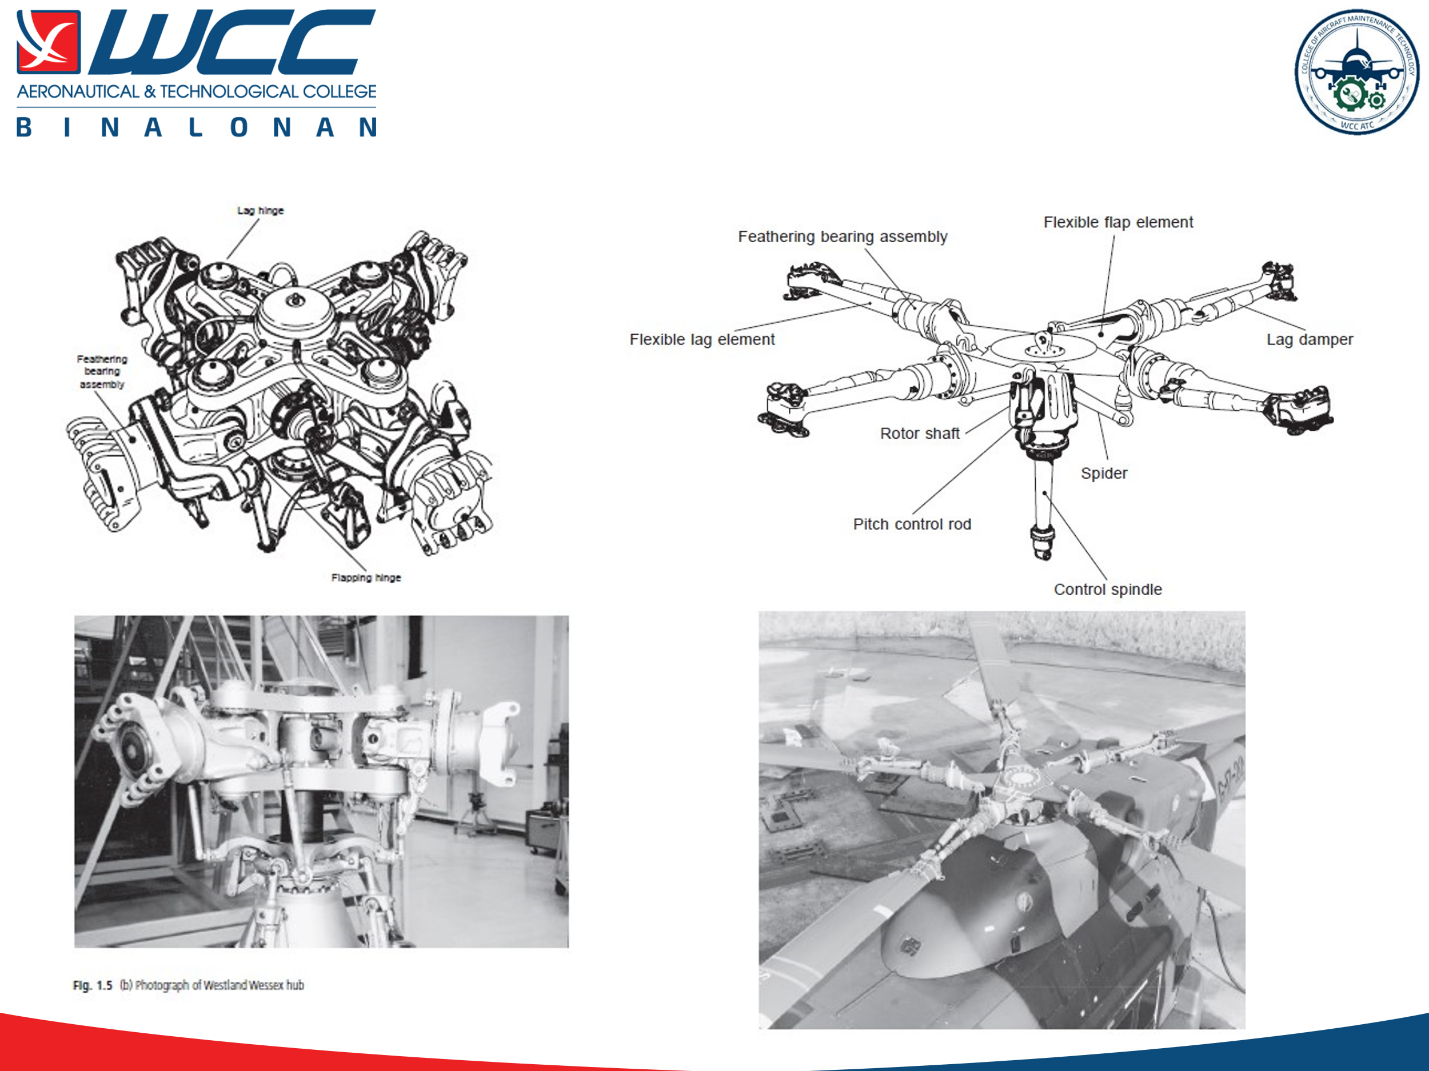 WCC
AERONAUTICAL & TECHNOLOGICAL COLLEGE
BINALONAN
COLLEGE OF AIRCRAFT MAINTENANCE TECHNOLOGY
WCC ATC
Lag hinge
Feathering
bearing
assembly
Flapping hinge
Feathering bearing assembly
Flexible flap element
Flexible lag element
Lag damper
Rotor shaft
Spider
Pitch control rod
Control spindle
Fig. 1.5 (b) Photograph of Westland Wessex hub